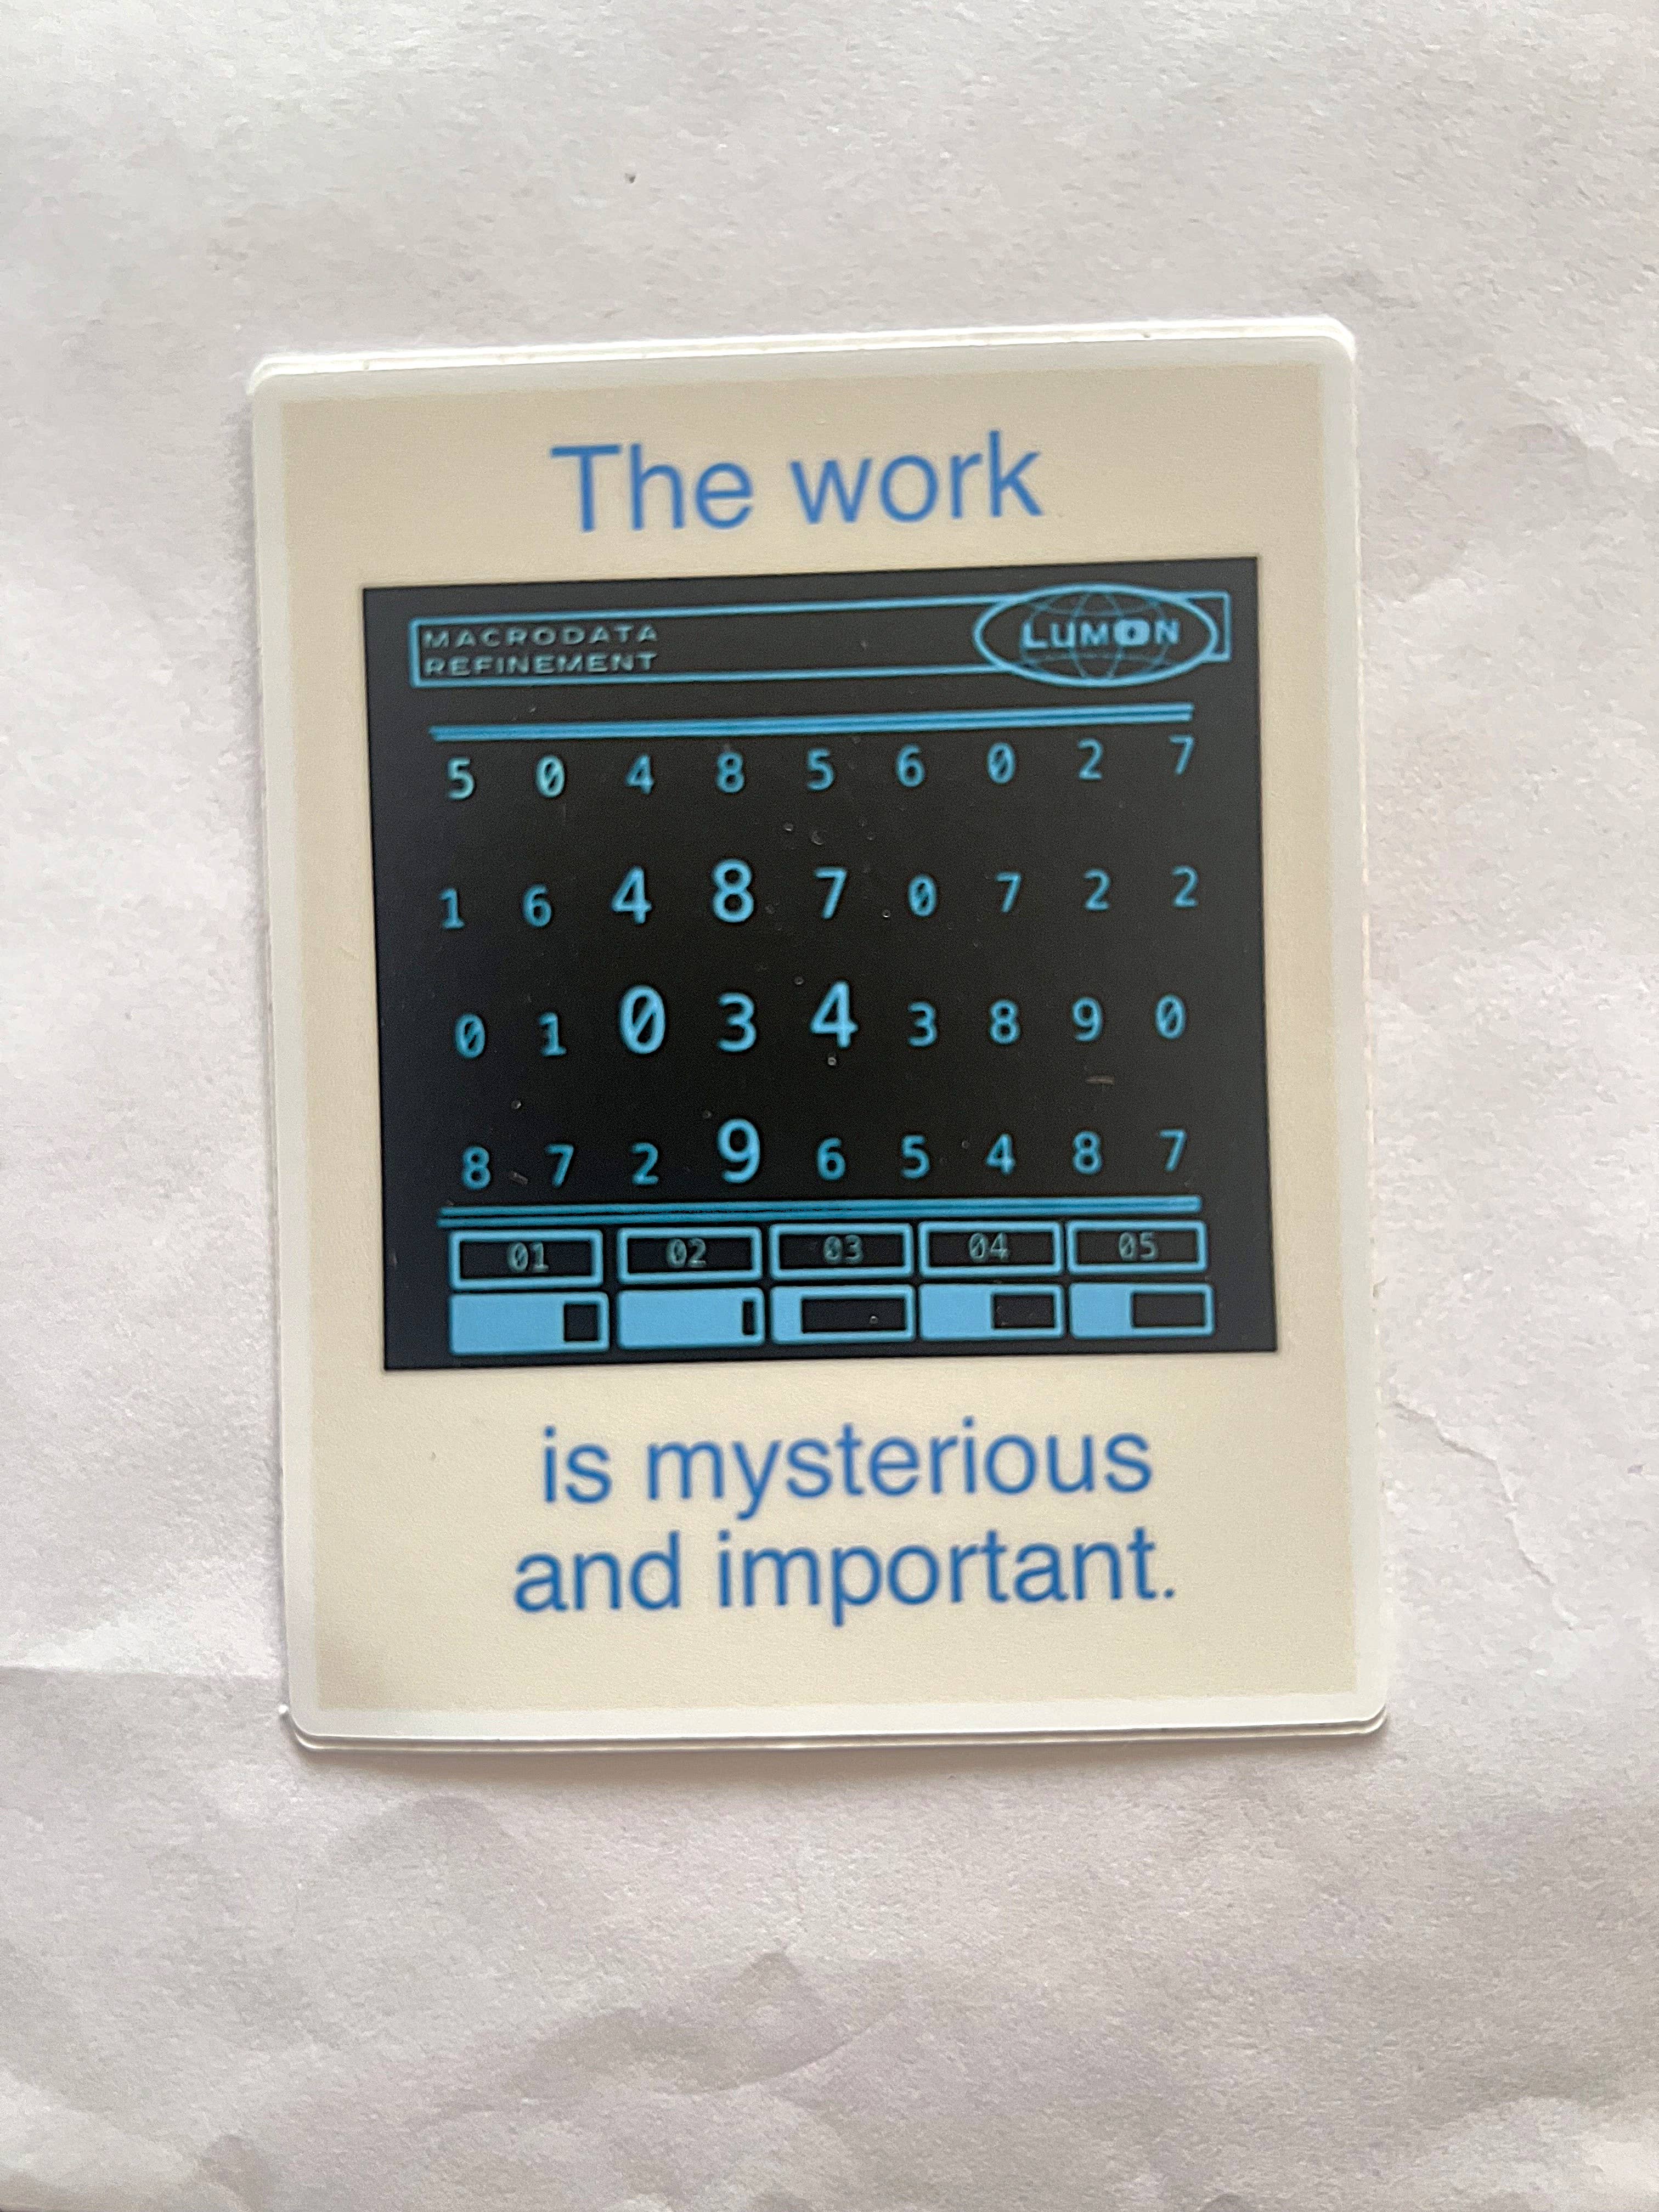 The work
MACRODATA
REFINEMENT
LUMON
5 0 4 8 5 6 0 2 7
1 6 4 8 7 0 7 2 2
0 1 0 3 4 3 8 9 0
8 7 2 9 6 5 4 8 7
01 02 03 04 05
is mysterious
and important.